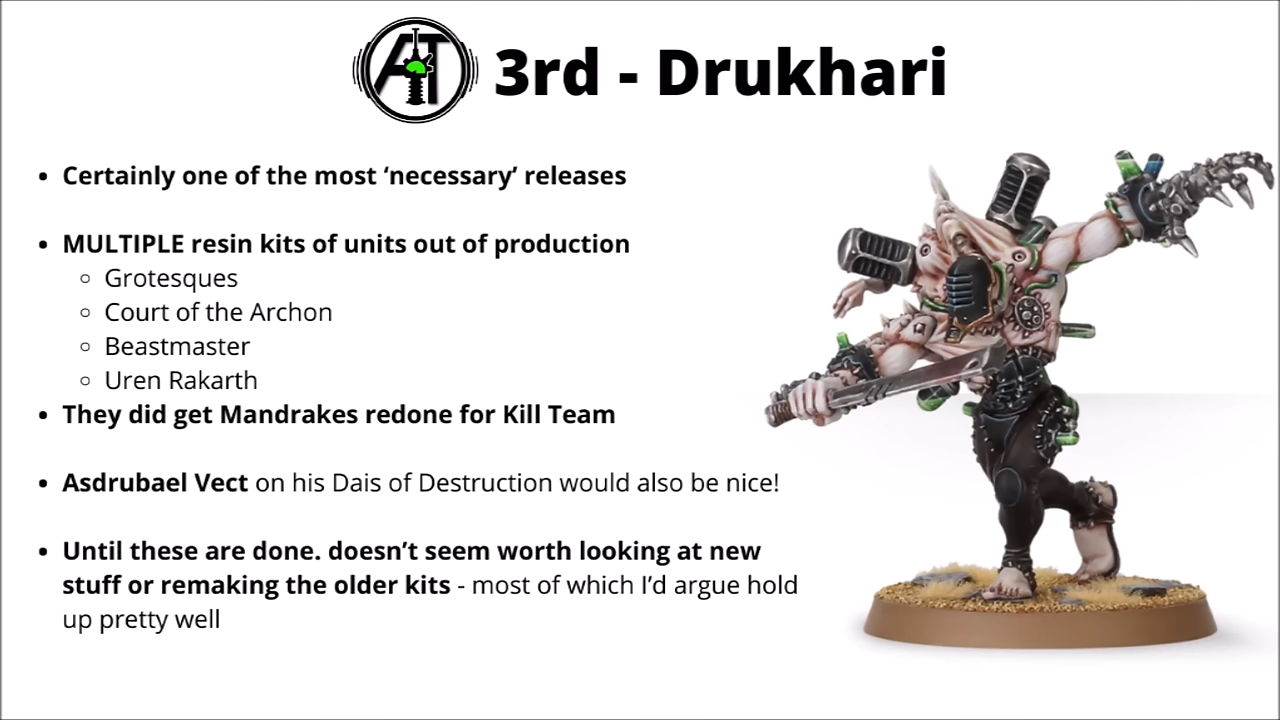 AT
3rd - Drukhari
• Certainly one of the most ‘necessary’ releases
• MULTIPLE resin kits of units out of production
○ Grotesques
○ Court of the Archon
○ Beastmaster
○ Uren Rakarth
• They did get Mandrakes redone for Kill Team
• Asdrubael Vect on his Dais of Destruction would also be nice!
• Until these are done. doesn’t seem worth looking at new
stuff or remaking the older kits - most of which I’d argue hold
up pretty well